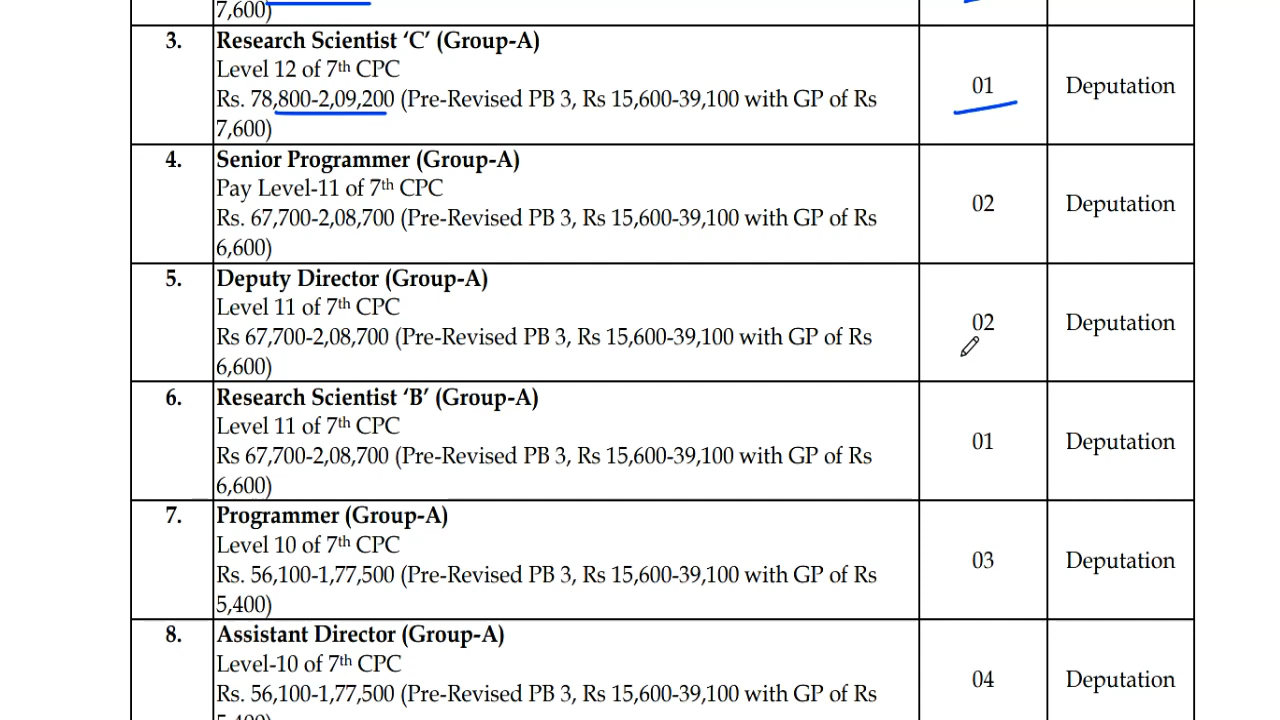 7,600)
3.
Research Scientist ‘C’ (Group-A)
Level 12 of 7th CPC
Rs. 78,800-2,09,200 (Pre-Revised PB 3, Rs 15,600-39,100 with GP of Rs
7,600)
01
Deputation
4.
Senior Programmer (Group-A)
Pay Level-11 of 7th CPC
Rs. 67,700-2,08,700 (Pre-Revised PB 3, Rs 15,600-39,100 with GP of Rs
6,600)
02
Deputation
5.
Deputy Director (Group-A)
Level 11 of 7th CPC
Rs 67,700-2,08,700 (Pre-Revised PB 3, Rs 15,600-39,100 with GP of Rs
6,600)
02
Deputation
6.
Research Scientist ‘B’ (Group-A)
Level 11 of 7th CPC
Rs 67,700-2,08,700 (Pre-Revised PB 3, Rs 15,600-39,100 with GP of Rs
6,600)
01
Deputation
7.
Programmer (Group-A)
Level 10 of 7th CPC
Rs. 56,100-1,77,500 (Pre-Revised PB 3, Rs 15,600-39,100 with GP of Rs
5,400)
03
Deputation
8.
Assistant Director (Group-A)
Level-10 of 7th CPC
Rs. 56,100-1,77,500 (Pre-Revised PB 3, Rs 15,600-39,100 with GP of Rs
5,400)
04
Deputation